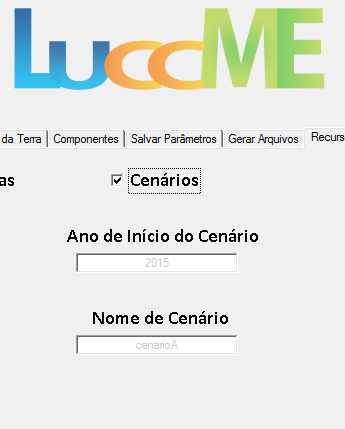 LuccME
da Terra Componentes Salvar Parâmetros Gerar Arquivos Recurs
as Cenários
Ano de Início do Cenário
2015
Nome de Cenário
cenarioA